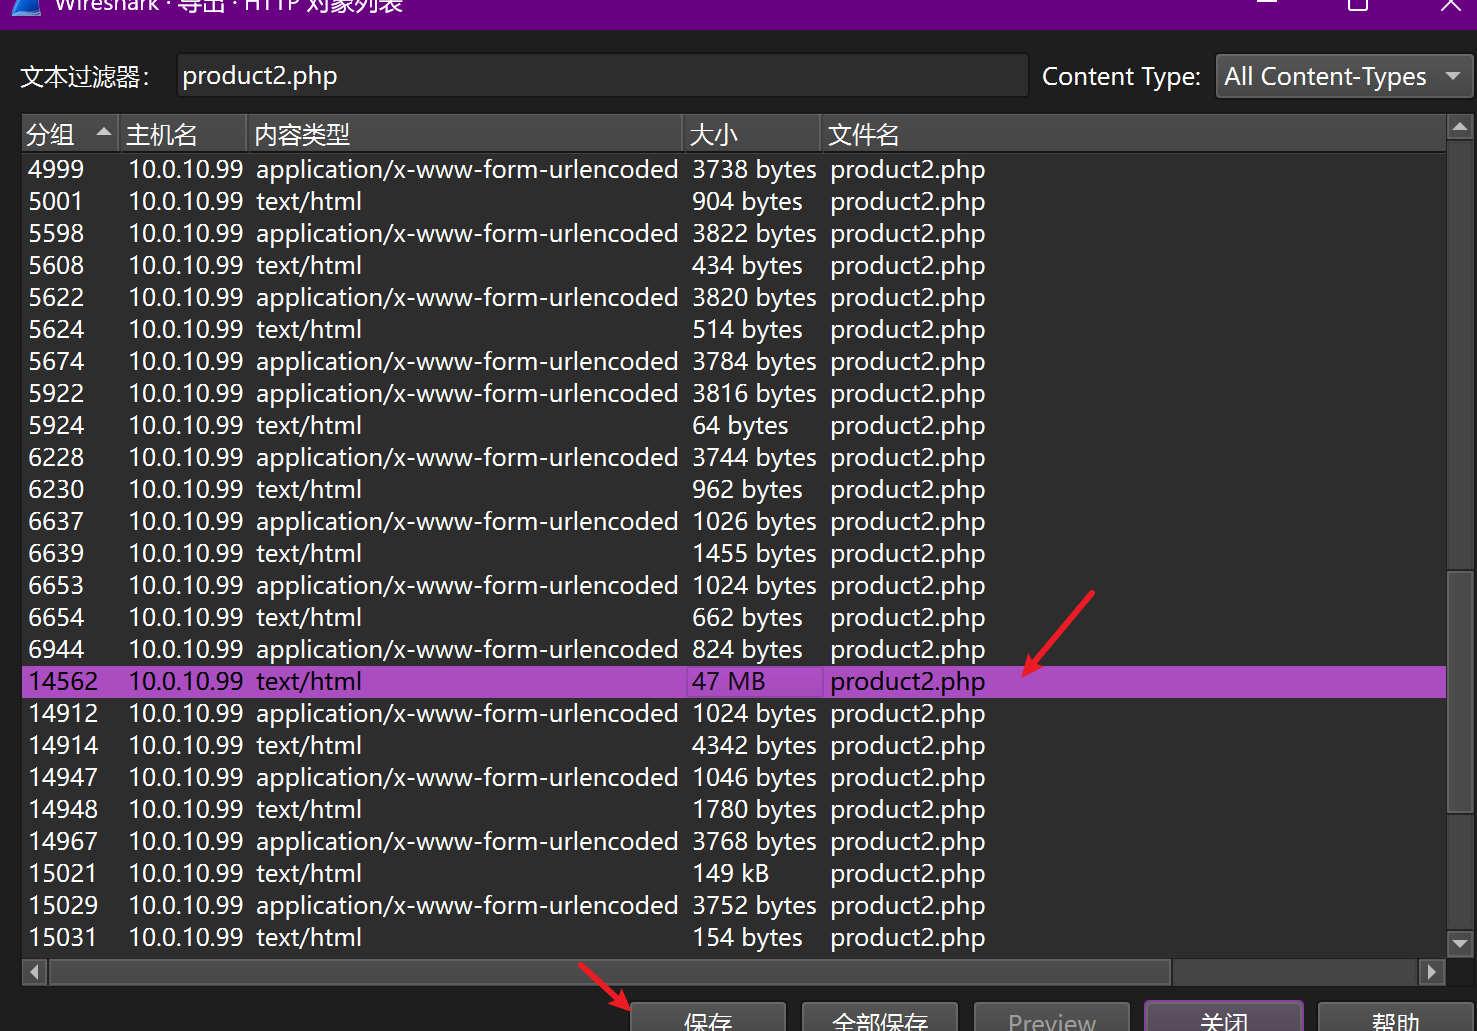 Wireshark · 导出 · HTTP 对象列表
文本过滤器： product2.php Content Type: All Content-Types
分组 主机名 内容类型 大小 文件名
4999 10.0.10.99 application/x-www-form-urlencoded 3738 bytes product2.php
5001 10.0.10.99 text/html 904 bytes product2.php
5598 10.0.10.99 application/x-www-form-urlencoded 3822 bytes product2.php
5608 10.0.10.99 text/html 434 bytes product2.php
5622 10.0.10.99 application/x-www-form-urlencoded 3820 bytes product2.php
5624 10.0.10.99 text/html 514 bytes product2.php
5674 10.0.10.99 application/x-www-form-urlencoded 3784 bytes product2.php
5922 10.0.10.99 application/x-www-form-urlencoded 3816 bytes product2.php
5924 10.0.10.99 text/html 64 bytes product2.php
6228 10.0.10.99 application/x-www-form-urlencoded 3744 bytes product2.php
6230 10.0.10.99 text/html 962 bytes product2.php
6637 10.0.10.99 application/x-www-form-urlencoded 1026 bytes product2.php
6639 10.0.10.99 text/html 1455 bytes product2.php
6653 10.0.10.99 application/x-www-form-urlencoded 1024 bytes product2.php
6654 10.0.10.99 text/html 662 bytes product2.php
6944 10.0.10.99 application/x-www-form-urlencoded 824 bytes product2.php
14562 10.0.10.99 text/html 47 MB product2.php
14912 10.0.10.99 application/x-www-form-urlencoded 1024 bytes product2.php
14914 10.0.10.99 text/html 4342 bytes product2.php
14947 10.0.10.99 application/x-www-form-urlencoded 1046 bytes product2.php
14948 10.0.10.99 text/html 1780 bytes product2.php
14967 10.0.10.99 application/x-www-form-urlencoded 3768 bytes product2.php
15021 10.0.10.99 text/html 149 kB product2.php
15029 10.0.10.99 application/x-www-form-urlencoded 3752 bytes product2.php
15031 10.0.10.99 text/html 154 bytes product2.php
保存 全部保存 Preview 关闭 帮助